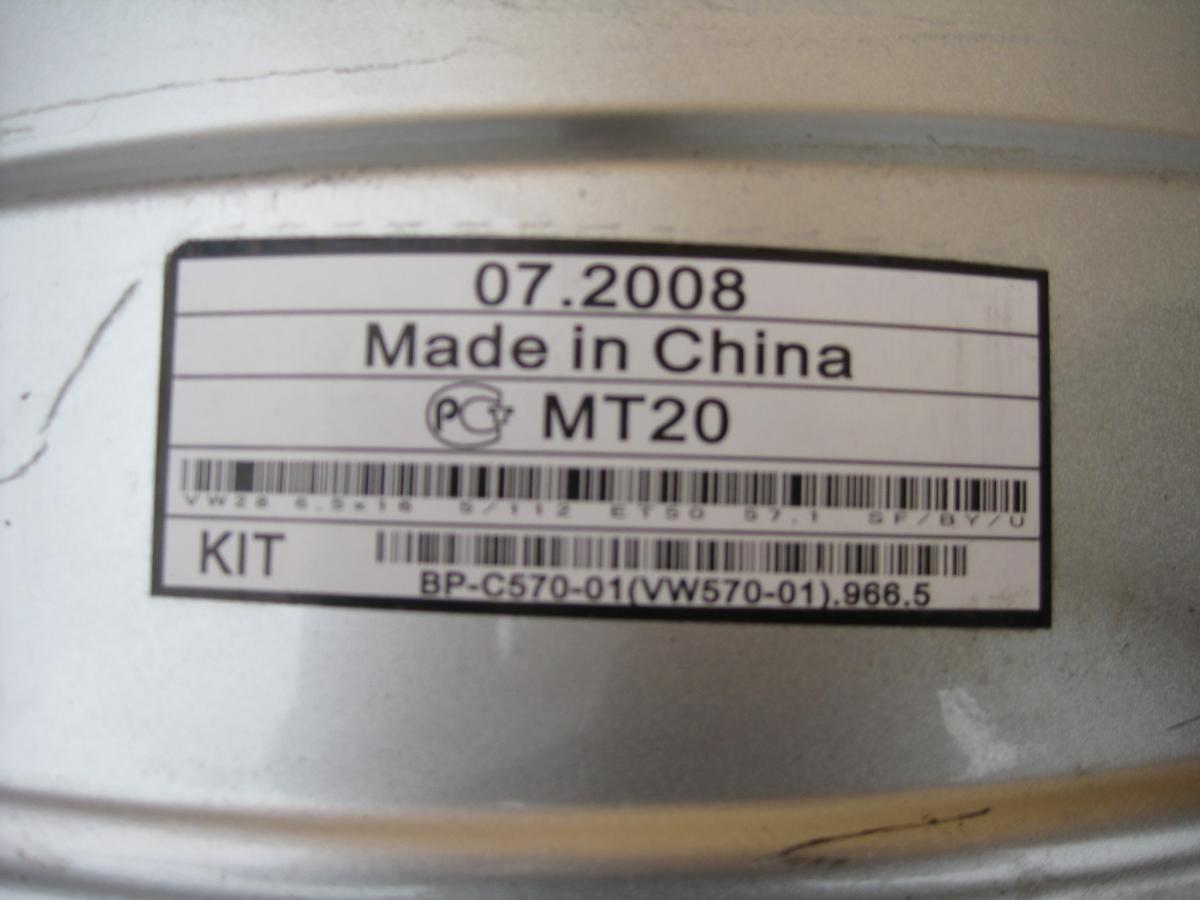 07.2008
Made in China
PCT MT20
VW28 6.5x16 5/112 ET50 57.1 SF/BY/U
KIT
BP-C570-01(VW570-01).966.5